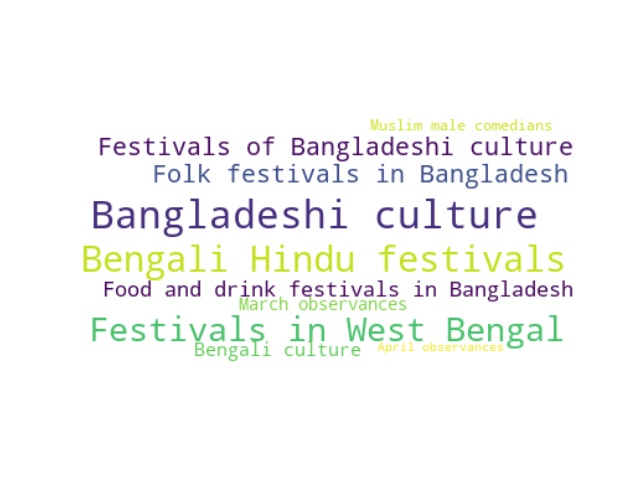 Muslim male comedians
Festivals of Bangladeshi culture
Folk festivals in Bangladesh
Bangladeshi culture
Bengali Hindu festivals
Food and drink festivals in Bangladesh
March observances
Festivals in West Bengal
Bengali culture
April observances